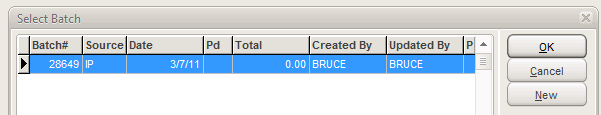 Select Batch
Batch# Source Date Pd Total Created By Updated By P
28649 IP 3/7/11 0.00 BRUCE BRUCE
OK
Cancel
New